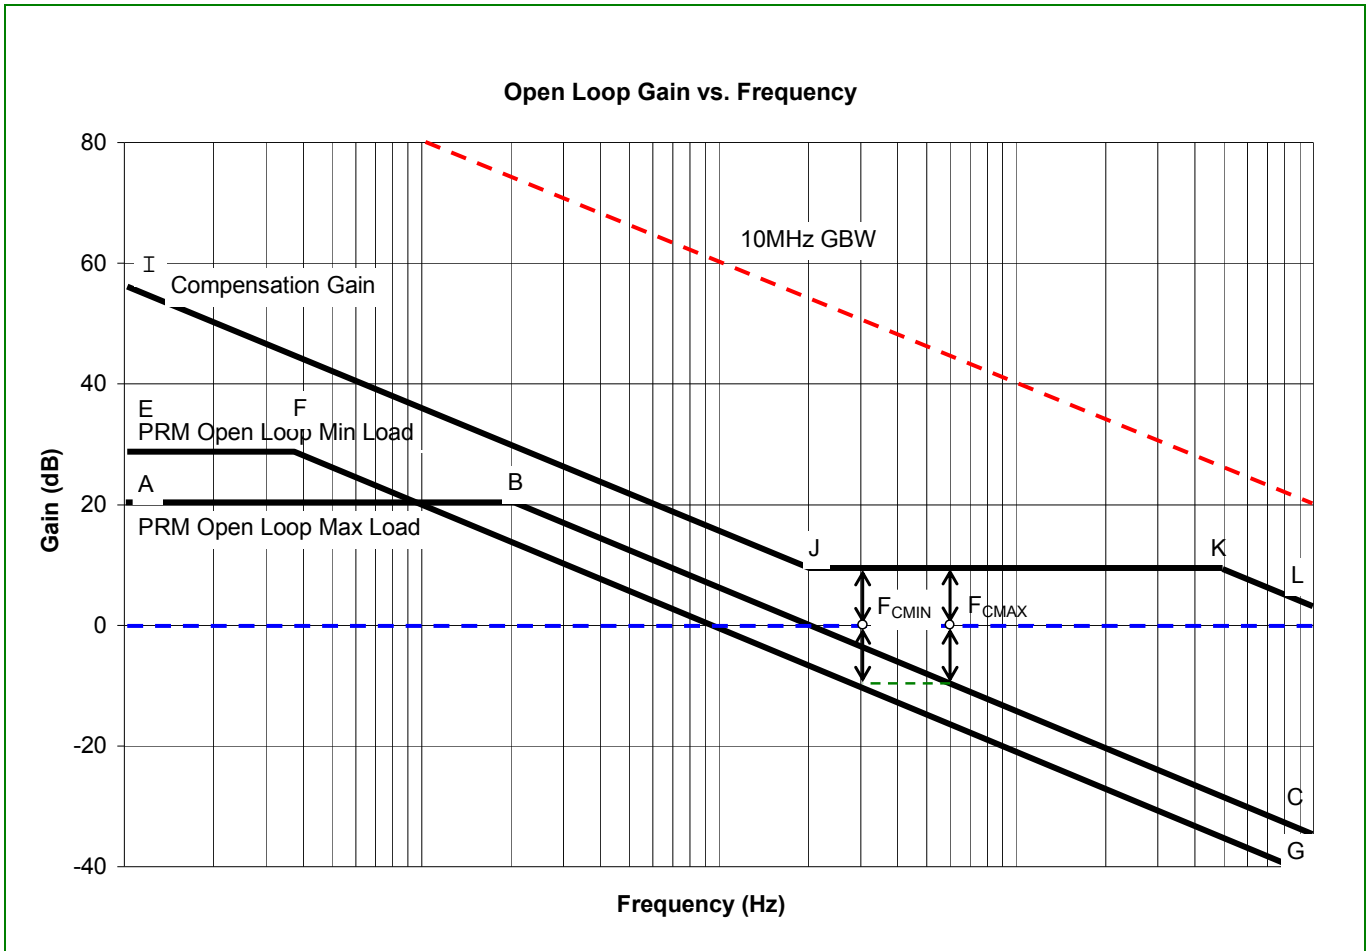 Open Loop Gain vs. Frequency
80
60
40
20
0
-20
-40
Gain (dB)
10MHz GBW
I
Compensation Gain
E
F
PRM Open Loop Min Load
A
B
PRM Open Loop Max Load
J
K
L
FCMIN
FCMAX
C
G
Frequency (Hz)